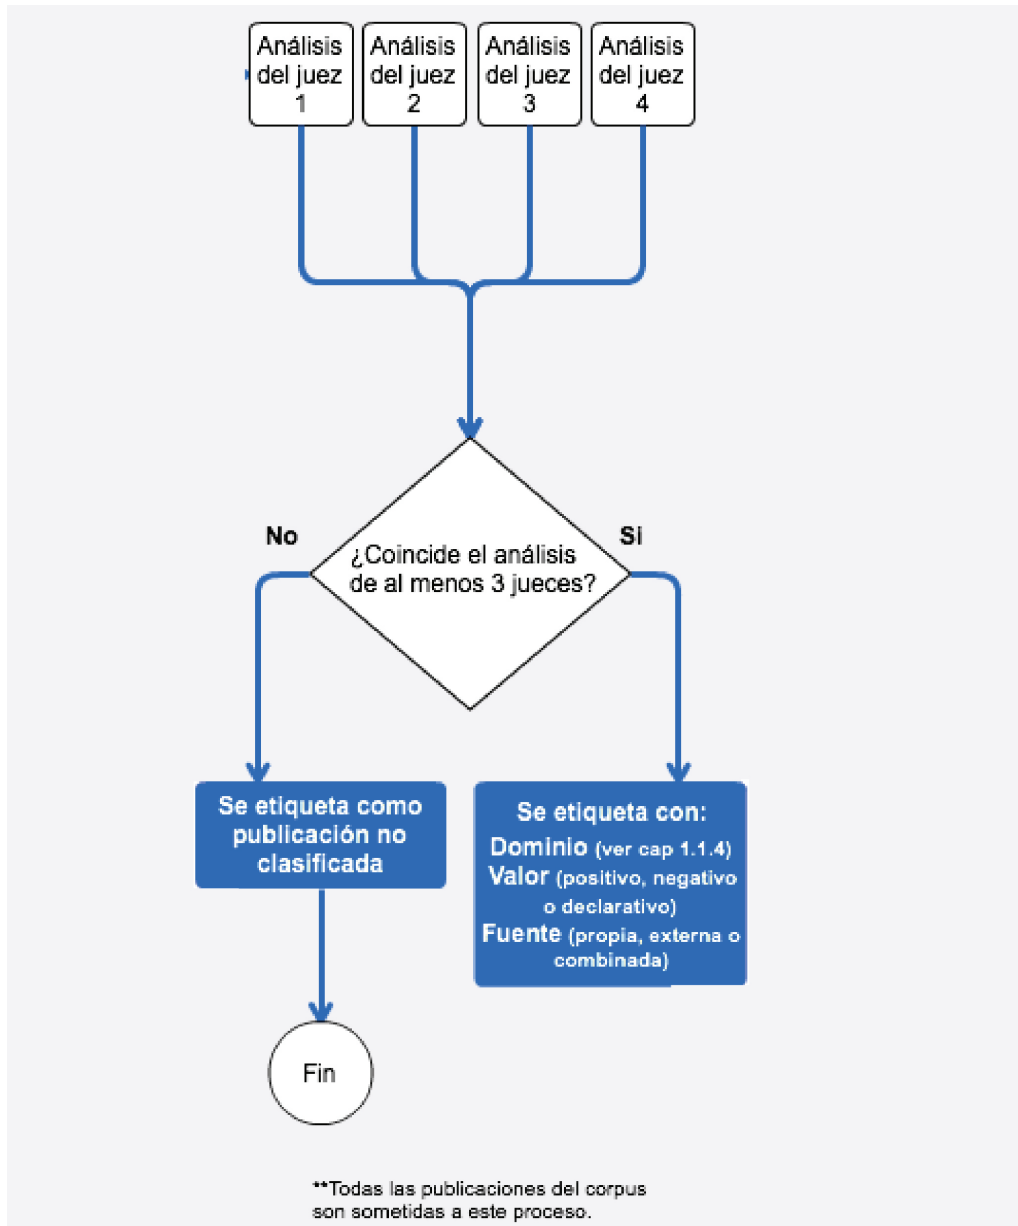 Análisis
del juez
1
Análisis
del juez
2
Análisis
del juez
3
Análisis
del juez
4
No
Si
¿Coincide el análisis
de al menos 3 jueces?
Se etiqueta como
publicación no
clasificada
Se etiqueta con:
Dominio (ver cap 1.1.4)
Valor (positivo, negativo
o declarativo)
Fuente (propia, externa o
combinada)
Fin
**Todas las publicaciones del corpus
son sometidas a este proceso.